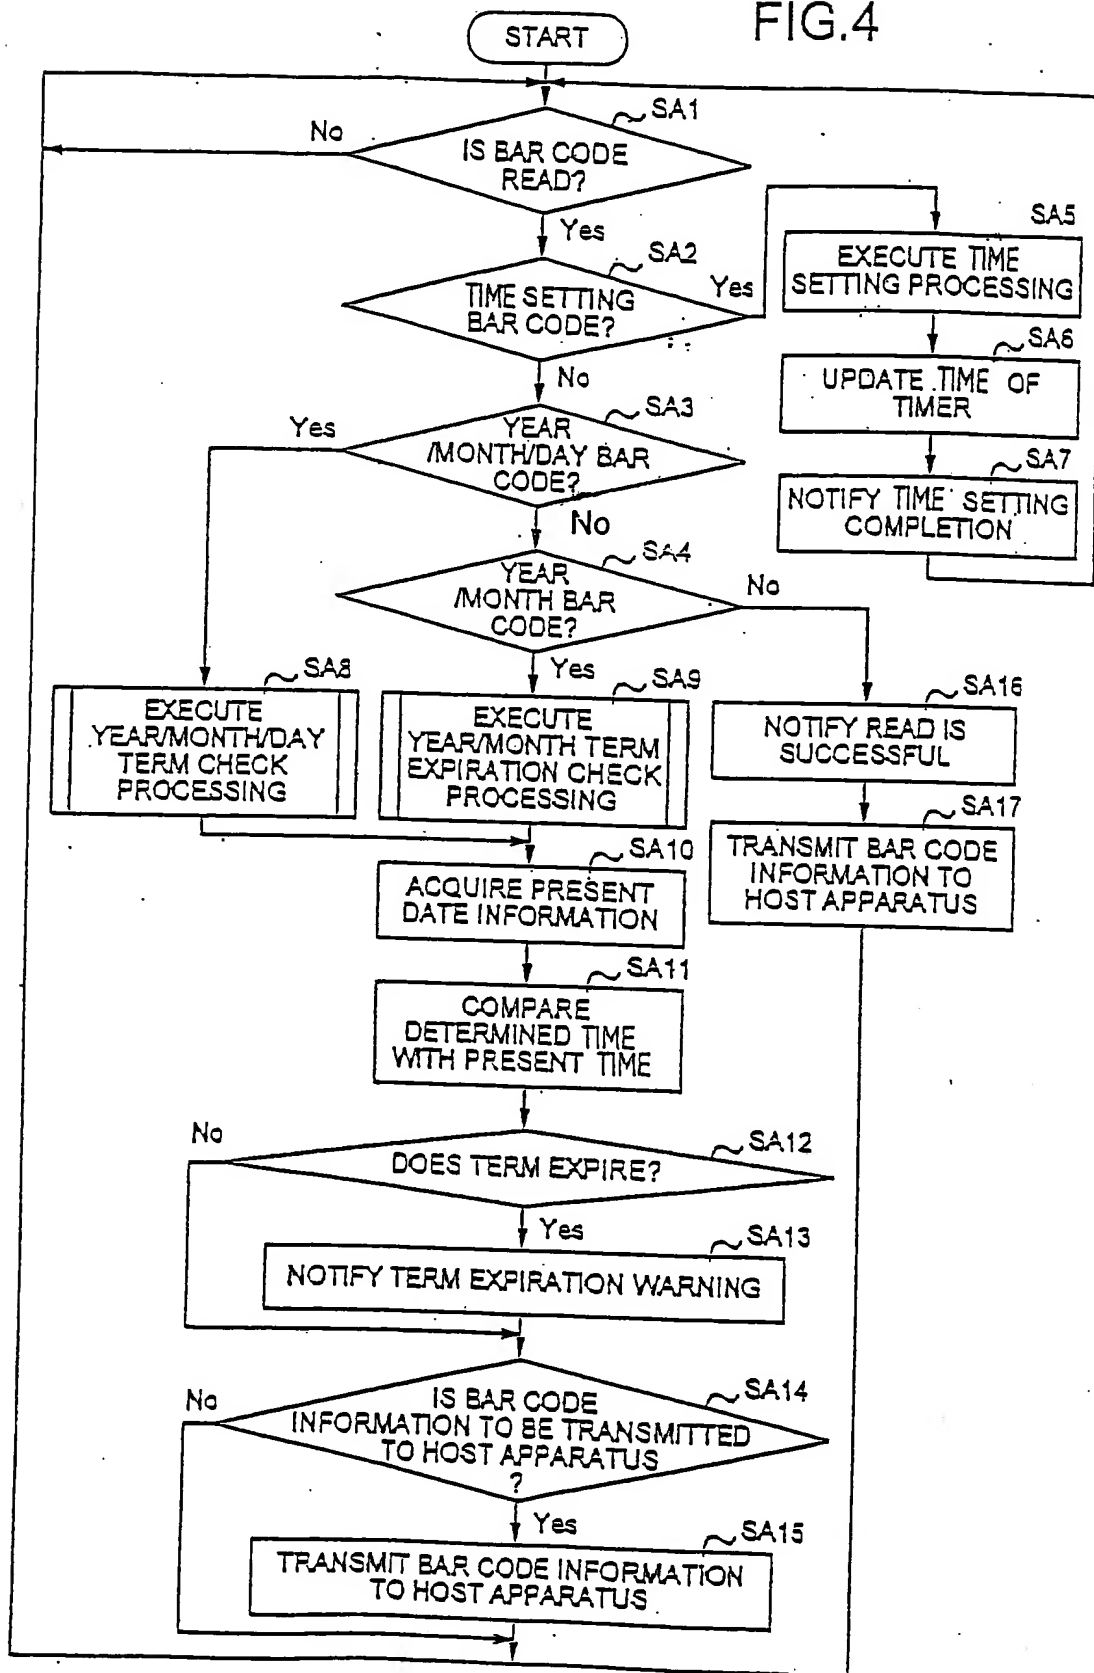 FIG.4
START
SA1
No
IS BAR CODE
READ?
Yes
SA2
TIME SETTING
BAR CODE?
Yes
No
SA5
EXECUTE TIME
SETTING PROCESSING
SA6
UPDATE TIME OF
TIMER
SA7
NOTIFY TIME SETTING
COMPLETION
SA3
Yes
YEAR
/MONTH/DAY BAR
CODE?
No
SA4
YEAR
/MONTH BAR
CODE?
No
Yes
SA8
EXECUTE
YEAR/MONTH/DAY
TERM CHECK
PROCESSING
SA9
EXECUTE
YEAR/MONTH TERM
EXPIRATION CHECK
PROCESSING
SA16
NOTIFY READ IS
SUCCESSFUL
SA17
TRANSMIT BAR CODE
INFORMATION TO
HOST APPARATUS
SA10
ACQUIRE PRESENT
DATE INFORMATION
SA11
COMPARE
DETERMINED TIME
WITH PRESENT TIME
SA12
No
DOES TERM EXPIRE?
Yes
SA13
NOTIFY TERM EXPIRATION WARNING
SA14
No
IS BAR CODE
INFORMATION TO BE TRANSMITTED
TO HOST APPARATUS
?
Yes
SA15
TRANSMIT BAR CODE INFORMATION
TO HOST APPARATUS